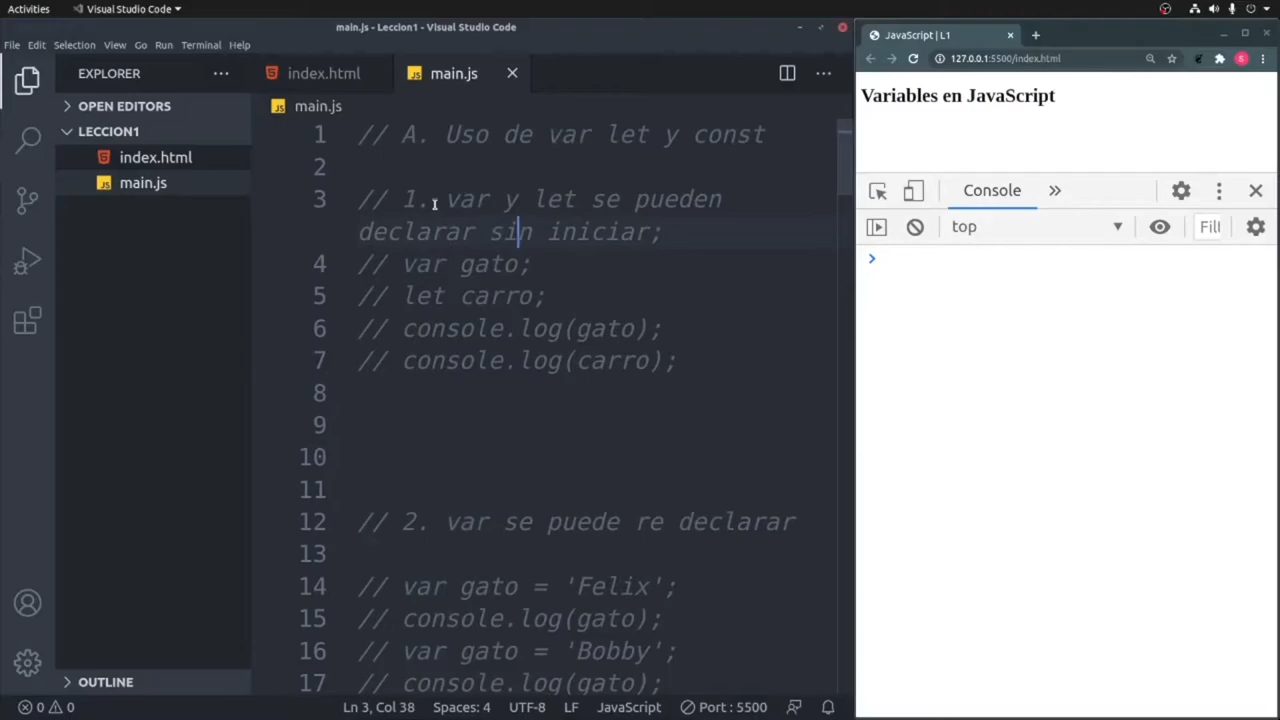 Activities
Visual Studio Code
main.js - Leccion1 - Visual Studio Code
File Edit Selection View Go Run Terminal Help
EXPLORER
OPEN EDITORS
LECCION1
index.html
main.js
OUTLINE
index.html
main.js
main.js
1 // A. Uso de var let y const
2
3 // 1. var y let se pueden
declarar sin iniciar;
4 // var gato;
5 // let carro;
6 // console.log(gato);
7 // console.log(carro);
8
9
10
11
12 // 2. var se puede re declarar
13
14 // var gato = 'Felix';
15 // console.log(gato);
16 // var gato = 'Bobby';
17 // console.log(gato);
0 0
Ln 3, Col 38 Spaces: 4 UTF-8 LF JavaScript Port : 5500
JavaScript | L1
127.0.0.1:5500/index.html
S
Variables en JavaScript
Console
top
Filt